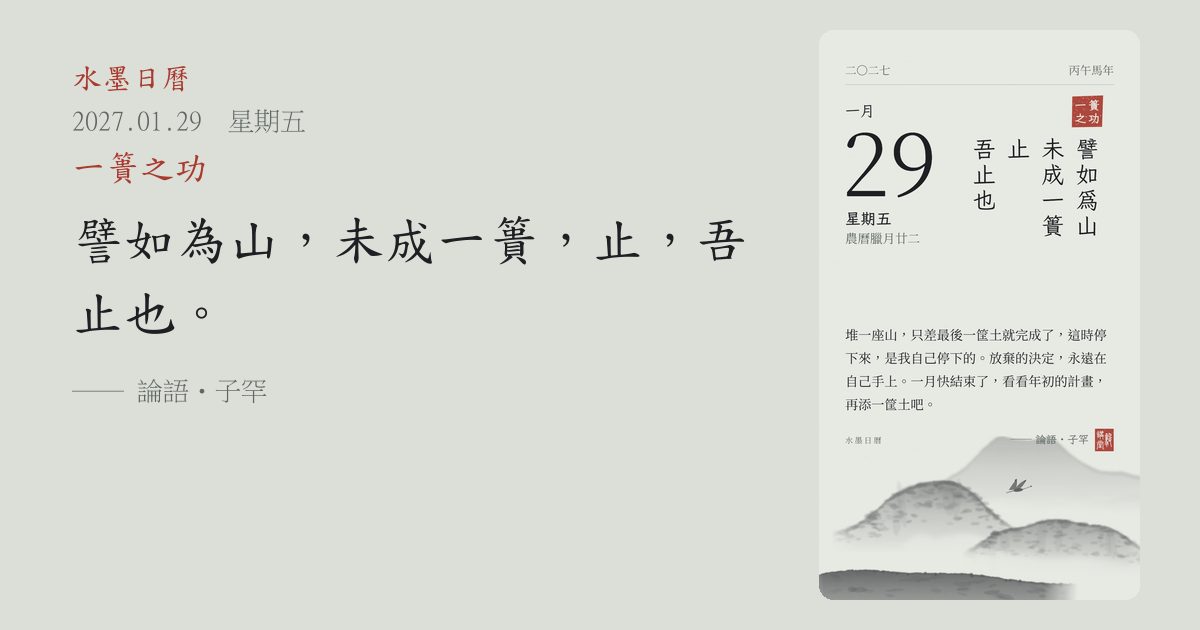 水墨日曆
2027.01.29　星期五
一簣之功
譬如為山，未成一簣，止，吾
止也。
—— 論語・子罕
二〇二七
丙午馬年
一月
29
星期五
農曆臘月廿二
一簣之功
譬如爲山
未成一簣
止
吾止也
堆一座山，只差最後一筐土就完成了，這時停
下來，是我自己停下的。放棄的決定，永遠在
自己手上。一月快結束了，看看年初的計畫，
再添一筐土吧。
水墨日曆
—— 論語・子罕